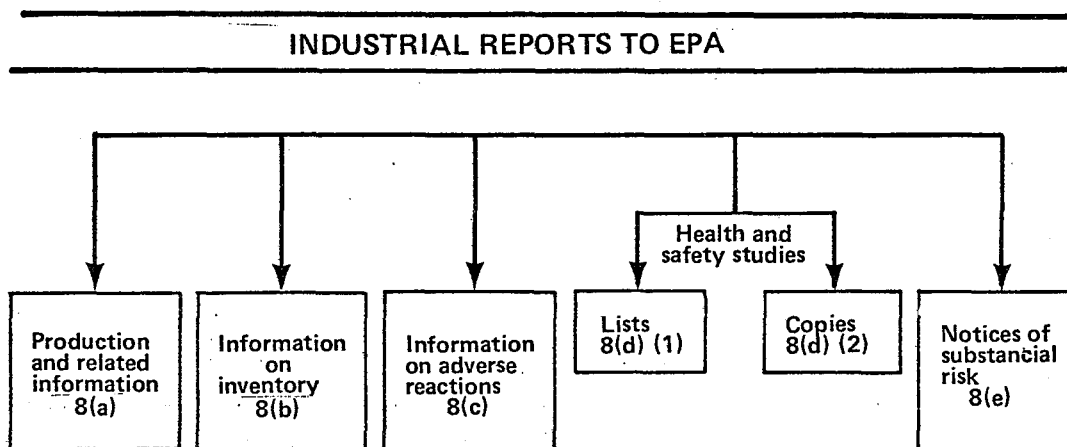 INDUSTRIAL REPORTS TO EPA
Health and
safety studies
Production
and related
information
8(a)
Information
on
inventory
8(b)
Information
on adverse
reactions
8(c)
Lists
8(d) (1)
Copies
8(d) (2)
Notices of
substancial
risk
8(e)